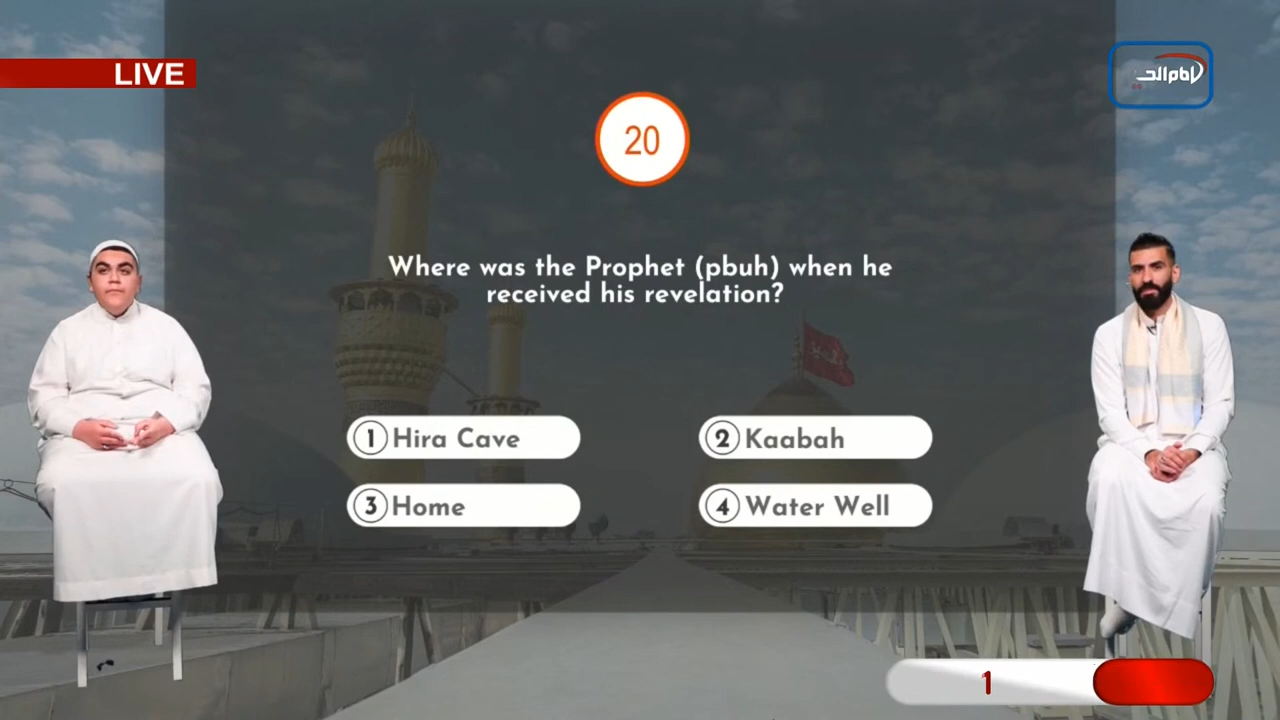 LIVE
20
Where was the Prophet (pbuh) when he
received his revelation?
1 Hira Cave
2 Kaabah
3 Home
4 Water Well
1